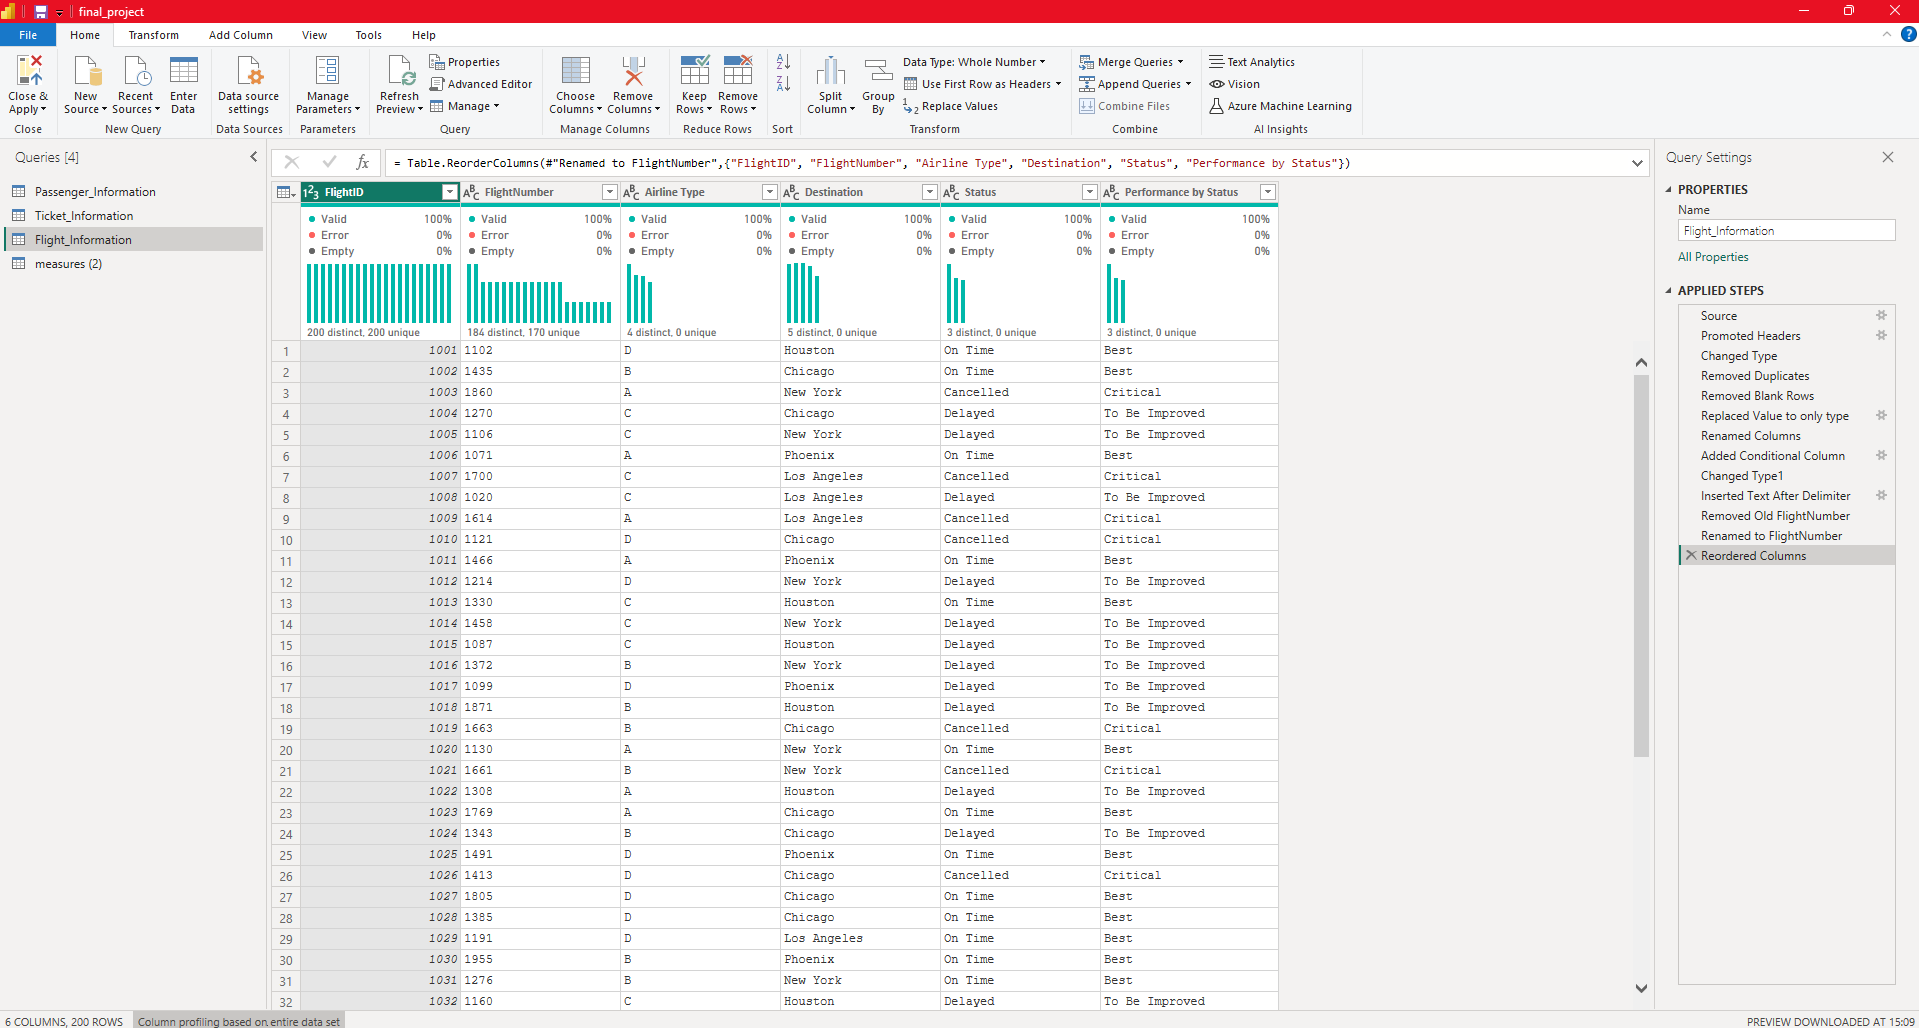 final_project
File Home Transform Add Column View Tools Help
Close & Apply
New Source
Recent Sources
Enter Data
Data source settings
Manage Parameters
Refresh Preview
Properties
Advanced Editor
Manage
Choose Columns
Remove Columns
Keep Rows
Remove Rows
Split Column
Group By
Data Type: Whole Number
Use First Row as Headers
Replace Values
Merge Queries
Append Queries
Combine Files
Text Analytics
Vision
Azure Machine Learning
Close New Query Data Sources Parameters Query Manage Columns Reduce Rows Sort Transform Combine AI Insights
Queries [4]
Passenger_Information
Ticket_Information
Flight_Information
measures (2)
= Table.ReorderColumns(#"Renamed to FlightNumber",{"FlightID", "FlightNumber", "Airline Type", "Destination", "Status", "Performance by Status"})
FlightID FlightNumber Airline Type Destination Status Performance by Status
Valid 100% Valid 100% Valid 100% Valid 100% Valid 100% Valid 100%
Error 0% Error 0% Error 0% Error 0% Error 0% Error 0%
Empty 0% Empty 0% Empty 0% Empty 0% Empty 0% Empty 0%
200 distinct, 200 unique 184 distinct, 170 unique 4 distinct, 0 unique 5 distinct, 0 unique 3 distinct, 0 unique 3 distinct, 0 unique
1 1001 1102 D Houston On Time Best
2 1002 1435 B Chicago On Time Best
3 1003 1860 A New York Cancelled Critical
4 1004 1270 C Chicago Delayed To Be Improved
5 1005 1106 C New York Delayed To Be Improved
6 1006 1071 A Phoenix On Time Best
7 1007 1700 C Los Angeles Cancelled Critical
8 1008 1020 C Los Angeles Delayed To Be Improved
9 1009 1614 A Los Angeles Cancelled Critical
10 1010 1121 D Chicago Cancelled Critical
11 1011 1466 A Phoenix On Time Best
12 1012 1214 D New York Delayed To Be Improved
13 1013 1330 C Houston On Time Best
14 1014 1458 C New York Delayed To Be Improved
15 1015 1087 C Houston Delayed To Be Improved
16 1016 1372 B New York Delayed To Be Improved
17 1017 1099 D Phoenix Delayed To Be Improved
18 1018 1871 B Houston Delayed To Be Improved
19 1019 1663 B Chicago Cancelled Critical
20 1020 1130 A New York On Time Best
21 1021 1661 B New York Cancelled Critical
22 1022 1308 A Houston Delayed To Be Improved
23 1023 1769 A Chicago On Time Best
24 1024 1343 B Chicago Delayed To Be Improved
25 1025 1491 D Phoenix On Time Best
26 1026 1413 D Chicago Cancelled Critical
27 1027 1805 D Chicago On Time Best
28 1028 1385 D Chicago On Time Best
29 1029 1191 D Los Angeles On Time Best
30 1030 1955 B Phoenix On Time Best
31 1031 1276 B New York On Time Best
32 1032 1160 C Houston Delayed To Be Improved
Query Settings
PROPERTIES
Name
Flight_Information
All Properties
APPLIED STEPS
Source
Promoted Headers
Changed Type
Removed Duplicates
Removed Blank Rows
Replaced Value to only type
Renamed Columns
Added Conditional Column
Changed Type1
Inserted Text After Delimiter
Removed Old FlightNumber
Renamed to FlightNumber
Reordered Columns
6 COLUMNS, 200 ROWS Column profiling based on entire data set PREVIEW DOWNLOADED AT 15:09